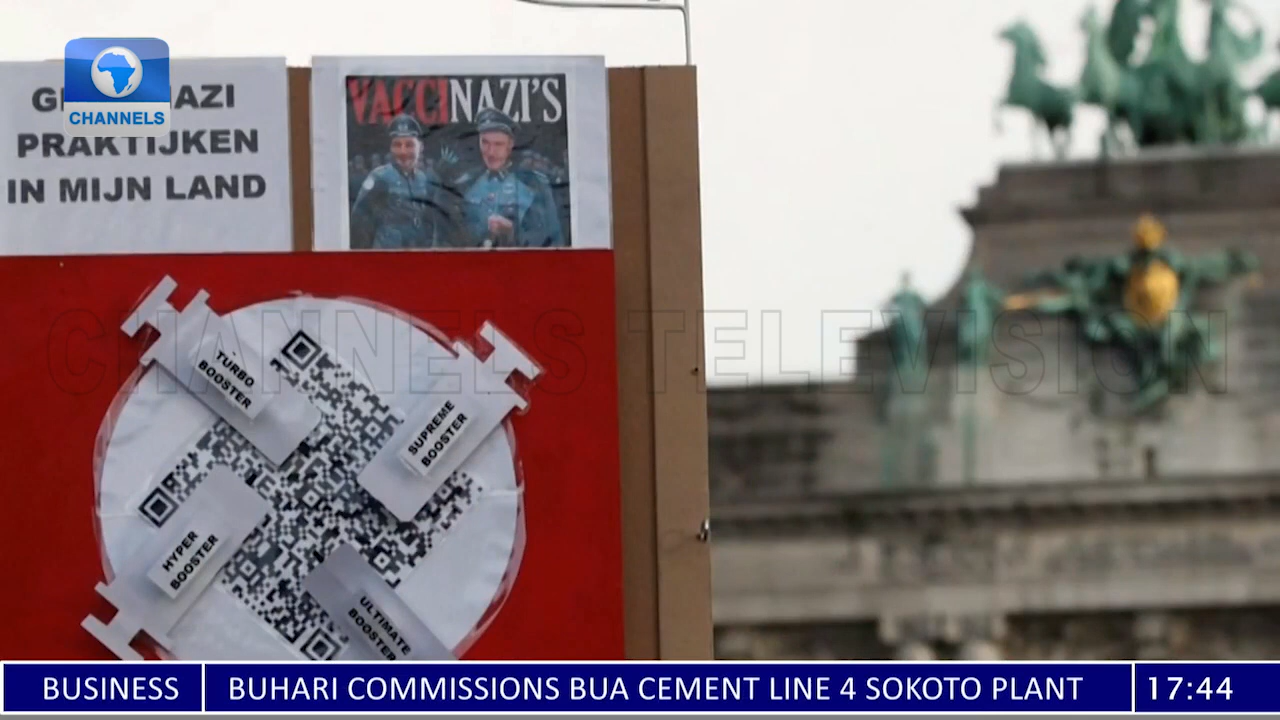 CHANNELS
AZI
PRAKTIJKEN
IN MIJN LAND
VACCINAZI'S
CHANNELS TELEVISION
TURBO
BOOSTER
SUPREME
BOOSTER
HYPER
BOOSTER
ULTIMATE
BOOSTER
BUSINESS
BUHARI COMMISSIONS BUA CEMENT LINE 4 SOKOTO PLANT
17:44